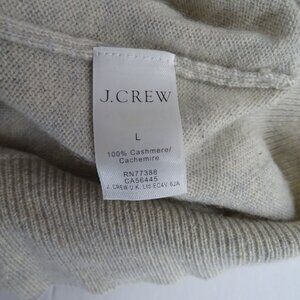 J.CREW
L
100% Cashmere/
Cachemire
RN77388
CA56445
J. CREW U.K. Ltd EC4V 6JA